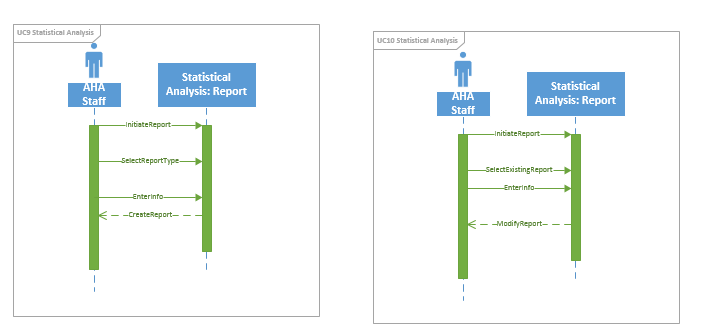 UC9 Statistical Analysis
AHA
Staff
Statistical
Analysis: Report
InitiateReport
SelectReportType
EnterInfo
CreateReport
UC10 Statistical Analysis
AHA
Staff
Statistical
Analysis: Report
InitiateReport
SelectExistingReport
EnterInfo
ModifyReport